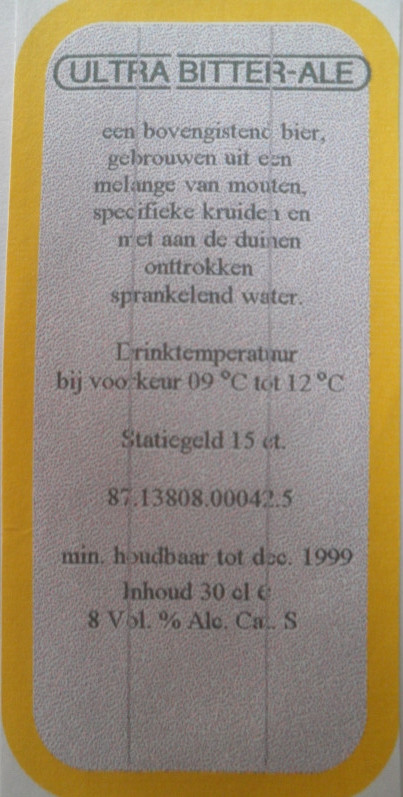 ULTRA BITTER-ALE
een bovengistend bier,
gebrouwen uit een
melange van mouten,
specifieke kruiden en
met aan de duinen
onttrokken
sprankelend water.
Drinktemperatuur
bij voorkeur 09 °C tot 12 °C
Statiegeld 15 ct.
87.13808.00042.5
min. houdbaar tot dec. 1999
Inhoud 30 cl €
8 Vol. % Alc. Cat. S